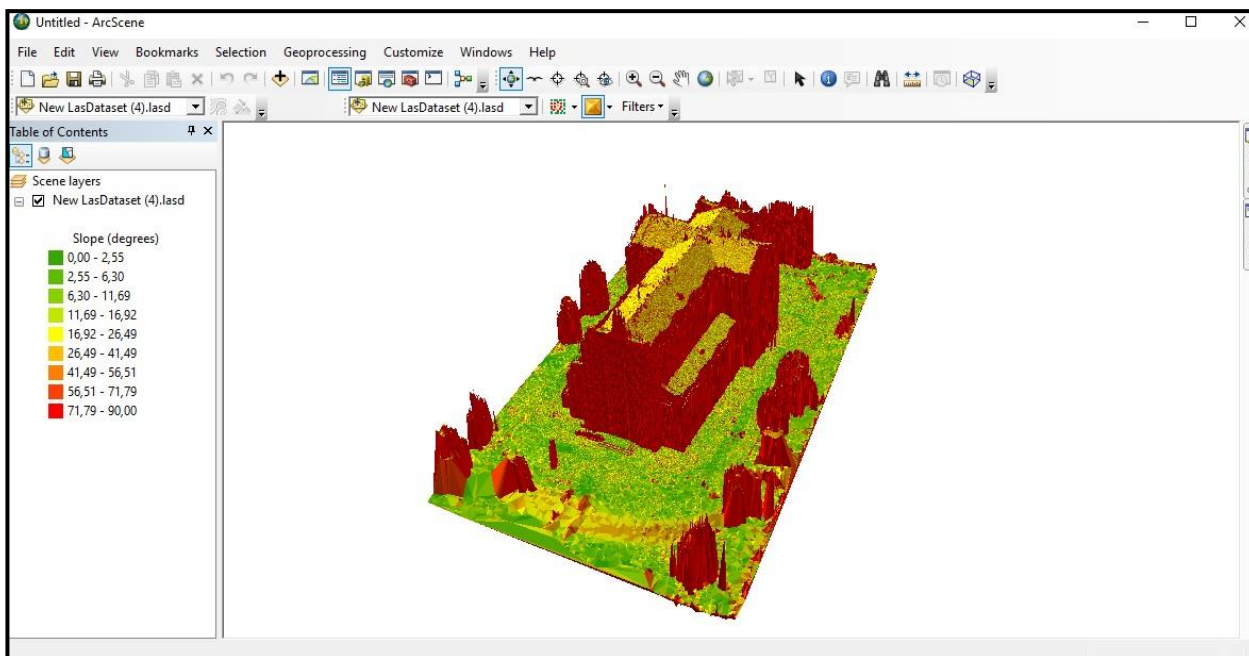 Untitled - ArcScene
File Edit View Bookmarks Selection Geoprocessing Customize Windows Help
New LasDataset (4).lasd New LasDataset (4).lasd Filters
Table of Contents
Scene layers
New LasDataset (4).lasd
Slope (degrees)
0,00 - 2,55
2,55 - 6,30
6,30 - 11,69
11,69 - 16,92
16,92 - 26,49
26,49 - 41,49
41,49 - 56,51
56,51 - 71,79
71,79 - 90,00